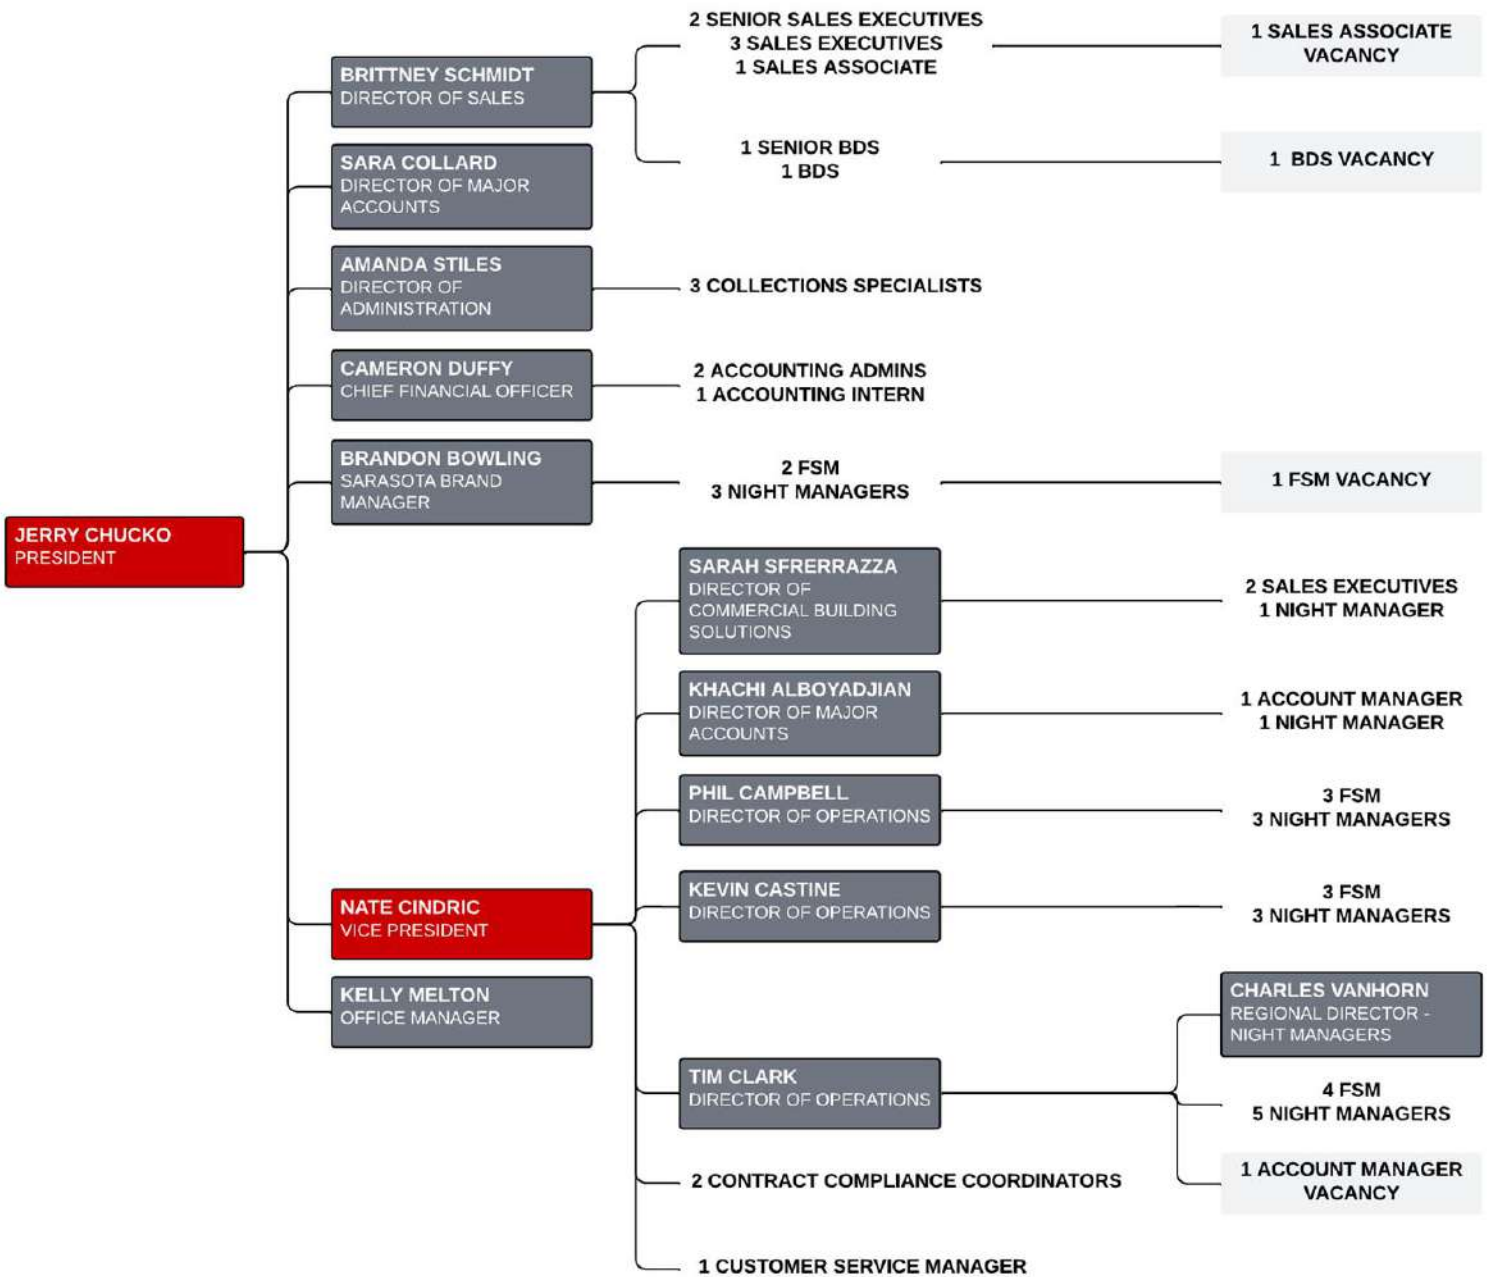 JERRY CHUCKO
PRESIDENT
BRITTNEY SCHMIDT
DIRECTOR OF SALES
2 SENIOR SALES EXECUTIVES
3 SALES EXECUTIVES
1 SALES ASSOCIATE
1 SALES ASSOCIATE
VACANCY
1 SENIOR BDS
1 BDS
1 BDS VACANCY
SARA COLLARD
DIRECTOR OF MAJOR
ACCOUNTS
AMANDA STILES
DIRECTOR OF
ADMINISTRATION
3 COLLECTIONS SPECIALISTS
CAMERON DUFFY
CHIEF FINANCIAL OFFICER
2 ACCOUNTING ADMINS
1 ACCOUNTING INTERN
BRANDON BOWLING
SARASOTA BRAND
MANAGER
2 FSM
3 NIGHT MANAGERS
1 FSM VACANCY
NATE CINDRIC
VICE PRESIDENT
SARAH SFRERRAZZA
DIRECTOR OF
COMMERCIAL BUILDING
SOLUTIONS
2 SALES EXECUTIVES
1 NIGHT MANAGER
KHACHI ALBOYADJIAN
DIRECTOR OF MAJOR
ACCOUNTS
1 ACCOUNT MANAGER
1 NIGHT MANAGER
PHIL CAMPBELL
DIRECTOR OF OPERATIONS
3 FSM
3 NIGHT MANAGERS
KEVIN CASTINE
DIRECTOR OF OPERATIONS
3 FSM
3 NIGHT MANAGERS
TIM CLARK
DIRECTOR OF OPERATIONS
CHARLES VANHORN
REGIONAL DIRECTOR -
NIGHT MANAGERS
4 FSM
5 NIGHT MANAGERS
1 ACCOUNT MANAGER
VACANCY
2 CONTRACT COMPLIANCE COORDINATORS
1 CUSTOMER SERVICE MANAGER
KELLY MELTON
OFFICE MANAGER